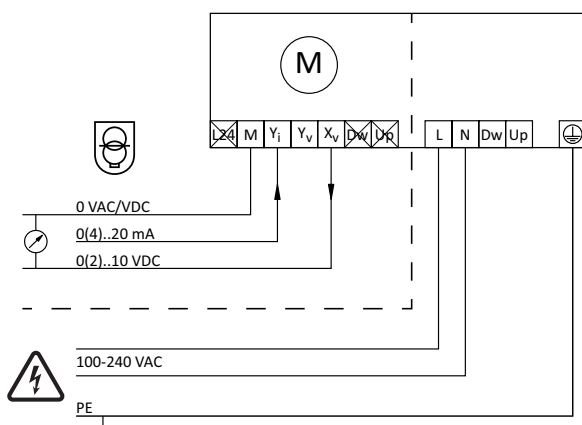 M
L24 M Yi Yv Xv Dw Up L N Dw Up
0 VAC/VDC
0(4)..20 mA
0(2)..10 VDC
100-240 VAC
PE